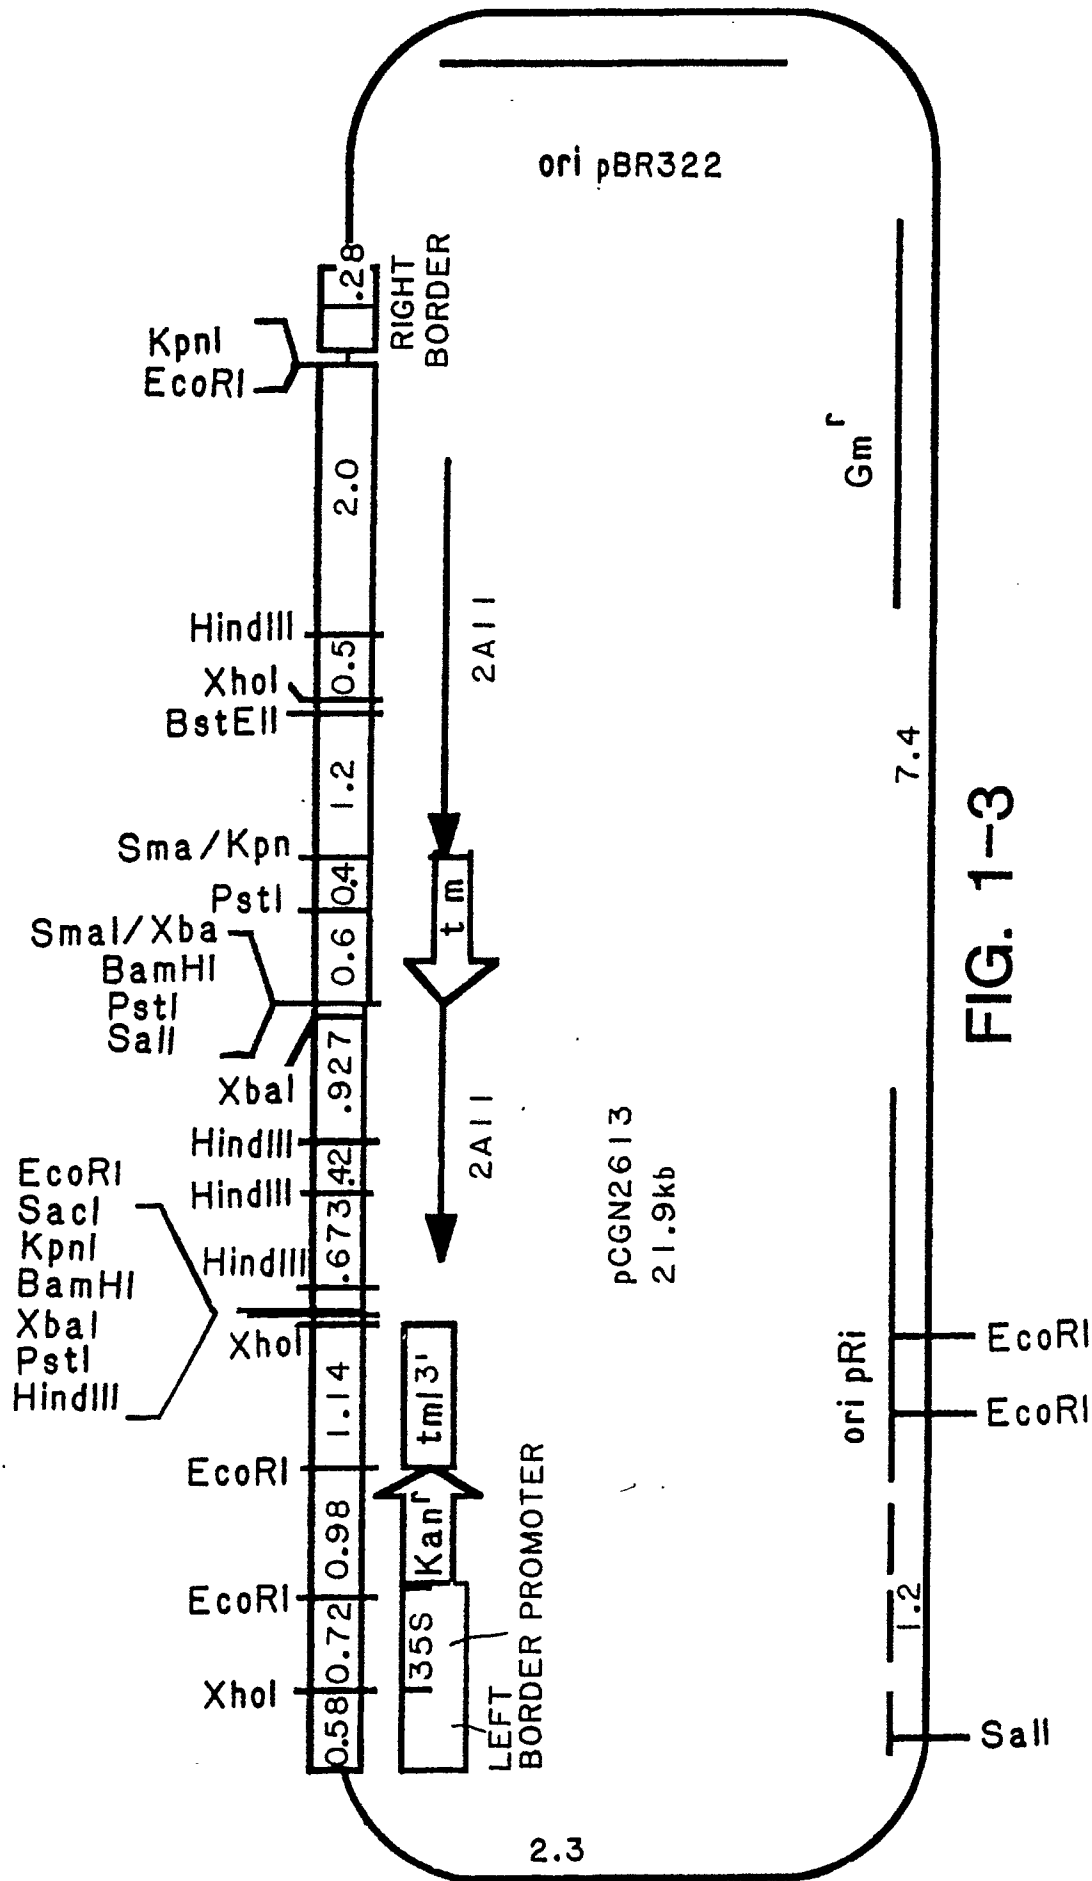 ori pBR322
.28
RIGHT
BORDER
KpnI
EcoRI
2.0
HindIII
0.5
XhoI
BstEII
2A11
1.2
Gmʳ
7.4
Sma/Kpn
0.4
PstI
tm
SmaI/Xba
BamHI
PstI
SalI
0.6
XbaI
.927
HindIII
2A11
.42
HindIII
.673
HindIII
EcoRI
SacI
KpnI
BamHI
XbaI
PstI
HindIII
XhoI
pCGN2613
21.9kb
1.14
tml3'
ori pRi
EcoRI
EcoRI
EcoRI
0.98
Kanʳ
EcoRI
0.72
35S
1.2
XhoI
0.58
LEFT
BORDER PROMOTER
SalI
2.3
FIG. 1-3